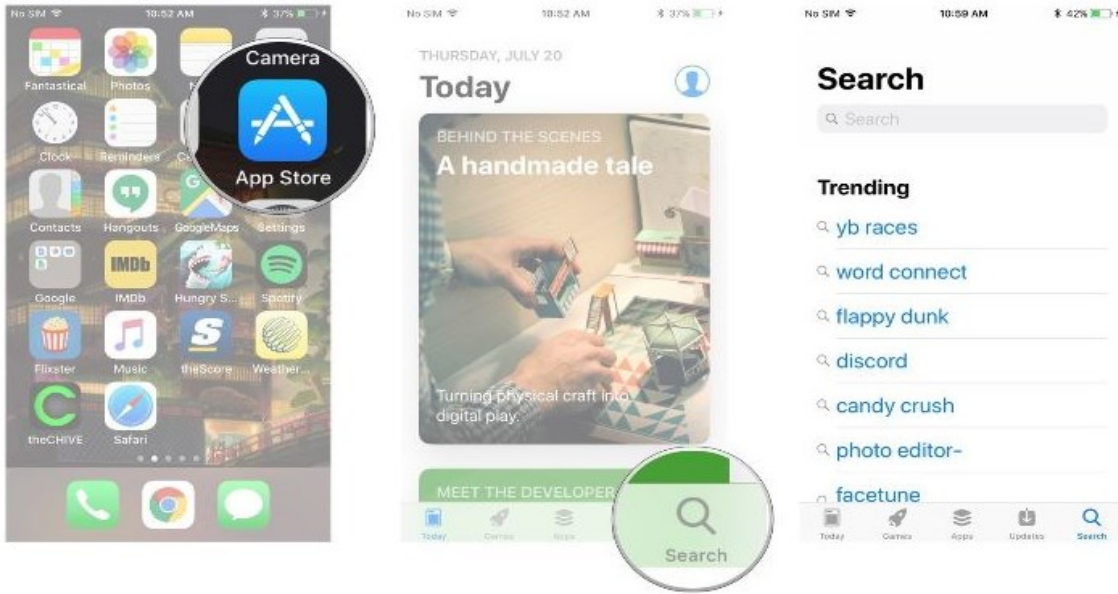 No SIM 10:52 AM 37%
Camera
Fantastical Photos
App Store
Clock Reminders
Contacts Hangouts GoogleMaps Settings
IMDb
Google IMDb Hungry S... Spotify
S
Flixster Music theScore Weather...
C
theCHIVE Safari
No SIM 10:52 AM 37%
THURSDAY, JULY 20
Today
BEHIND THE SCENES
A handmade tale
Turning physical craft into
digital play.
MEET THE DEVELOPER
Today Games Apps
Search
No SIM 10:59 AM 42%
Search
Search
Trending
yb races
word connect
flappy dunk
discord
candy crush
photo editor-
facetune
Today Games Apps Updates Search